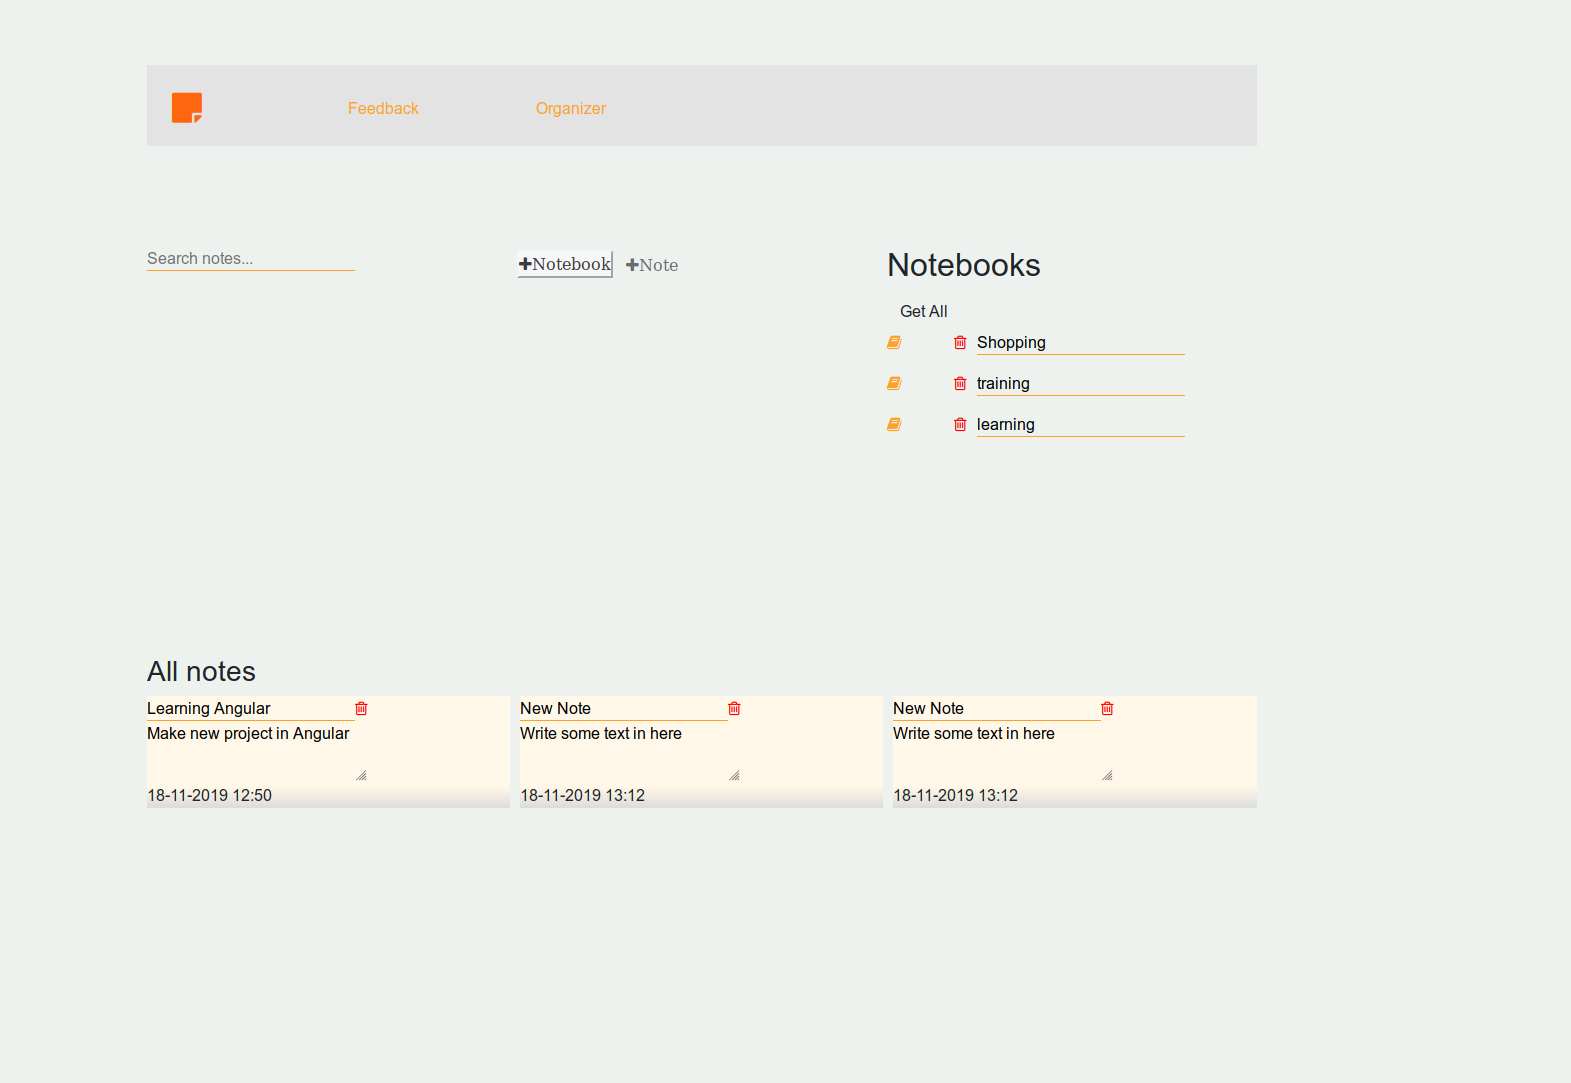 Feedback
Organizer
Search notes...
+Notebook
+Note
Notebooks
Get All
Shopping
training
learning
All notes
Learning Angular
Make new project in Angular
18-11-2019 12:50
New Note
Write some text in here
18-11-2019 13:12
New Note
Write some text in here
18-11-2019 13:12